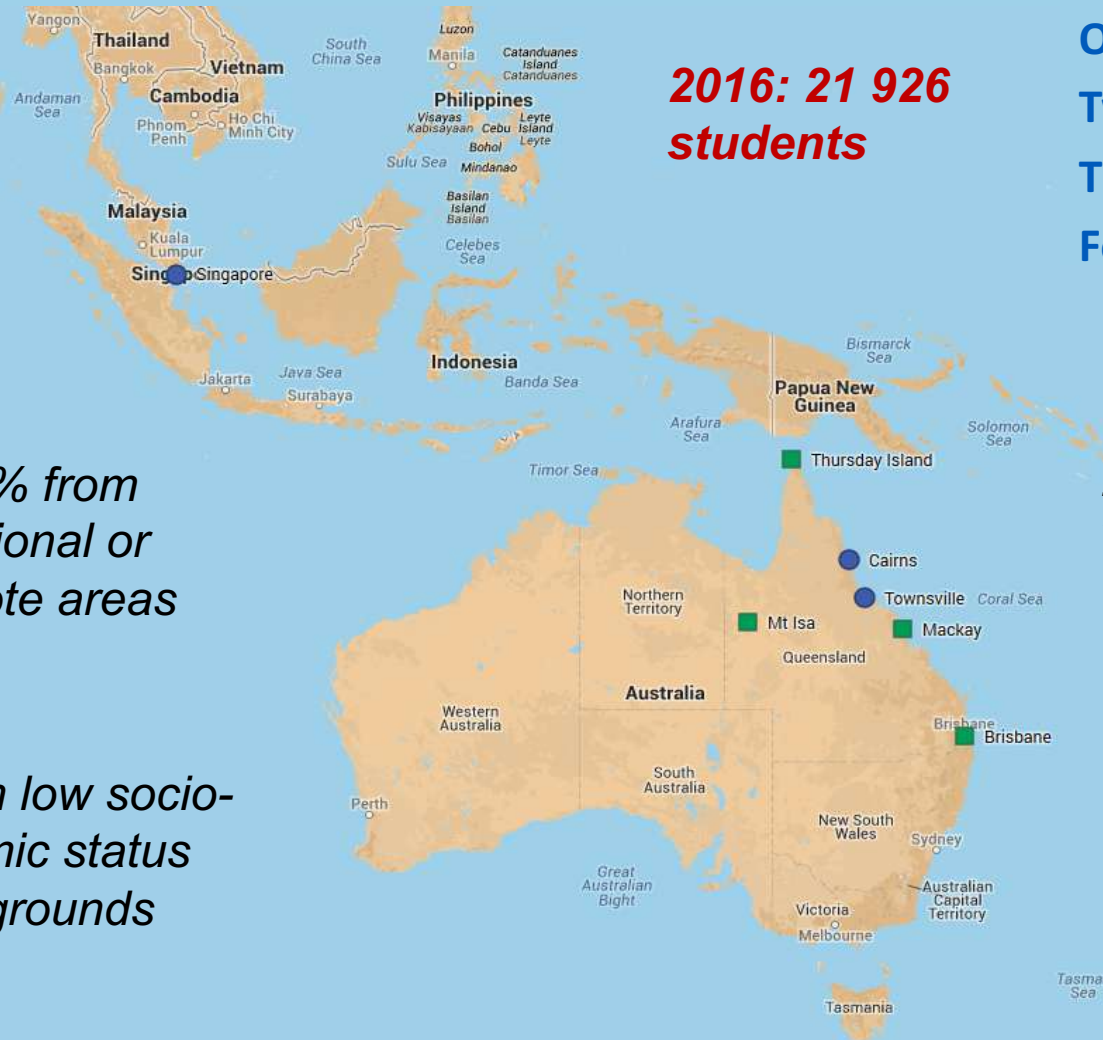 Yangon
Thailand
Bangkok
Vietnam
Cambodia
Phnom
Penh
Ho Chi
Minh City
Andaman
Sea
South
China Sea
Luzon
Manila
Catanduanes
Island
Catanduanes
Philippines
Visayas
Kabisayaan
Cebu
Leyte
Island
Leyte
Bohol
Mindanao
Sulu Sea
Basilan
Island
Basilan
Celebes
Sea
2016: 21 926
students
Malaysia
Kuala
Lumpur
Singapore
Indonesia
Jakarta
Java Sea
Surabaya
Banda Sea
Bismarck
Sea
Papua New
Guinea
Arafura
Sea
Solomon
Sea
Timor Sea
Thursday Island
% from
ional or
ote areas
Cairns
Townsville
Coral Sea
Northern
Territory
Mt Isa
Mackay
Queensland
Australia
Western
Australia
Brisbane
Brisbane
South
Australia
low socio-
mic status
grounds
Perth
New South
Wales
Sydney
Great
Australian
Bight
Australian
Capital
Territory
Victoria
Melbourne
Sea
Tasmania